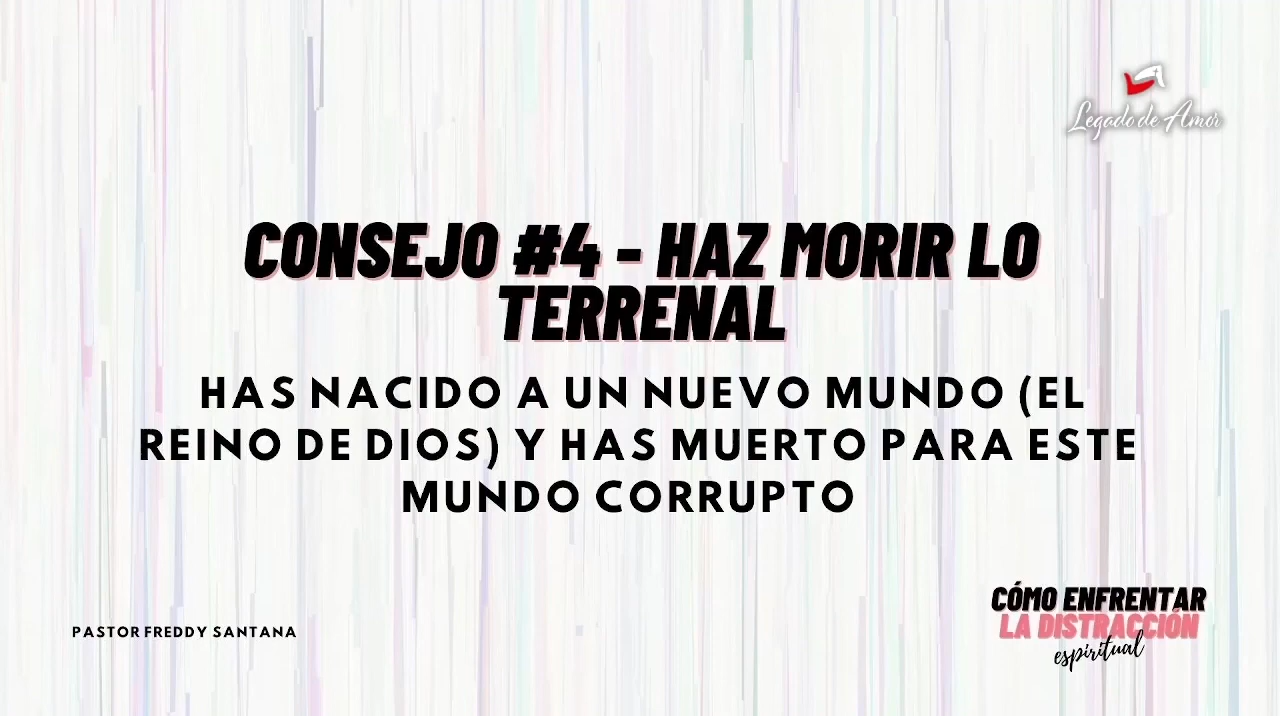 Legado de Amor
CONSEJO #4 - HAZ MORIR LO
TERRENAL
HAS NACIDO A UN NUEVO MUNDO (EL
REINO DE DIOS) Y HAS MUERTO PARA ESTE
MUNDO CORRUPTO
PASTOR FREDDY SANTANA
CÓMO ENFRENTAR
LA DISTRACCIÓN
espiritual